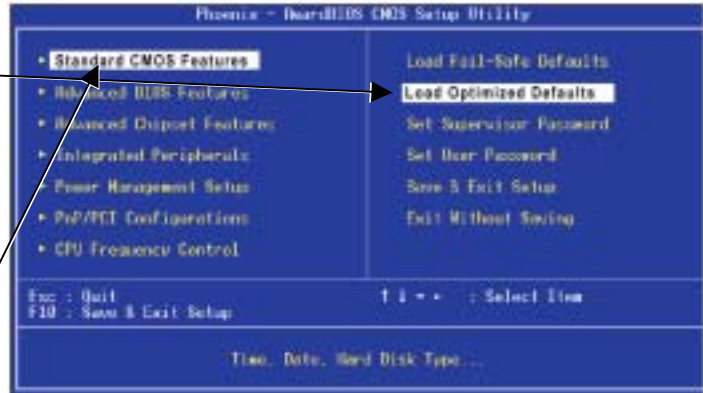 Phoenix - AwardBIOS CMOS Setup Utility
Standard CMOS Features
Advanced BIOS Features
Advanced Chipset Features
Integrated Peripherals
Power Management Setup
PnP/PCI Configurations
CPU Frequency Control
Load Fail-Safe Defaults
Load Optimized Defaults
Set Supervisor Password
Set User Password
Save & Exit Setup
Exit Without Saving
Esc : Quit
F10 : Save & Exit Setup
↑ ↓ → ← : Select Item
Time, Date, Hard Disk Type...